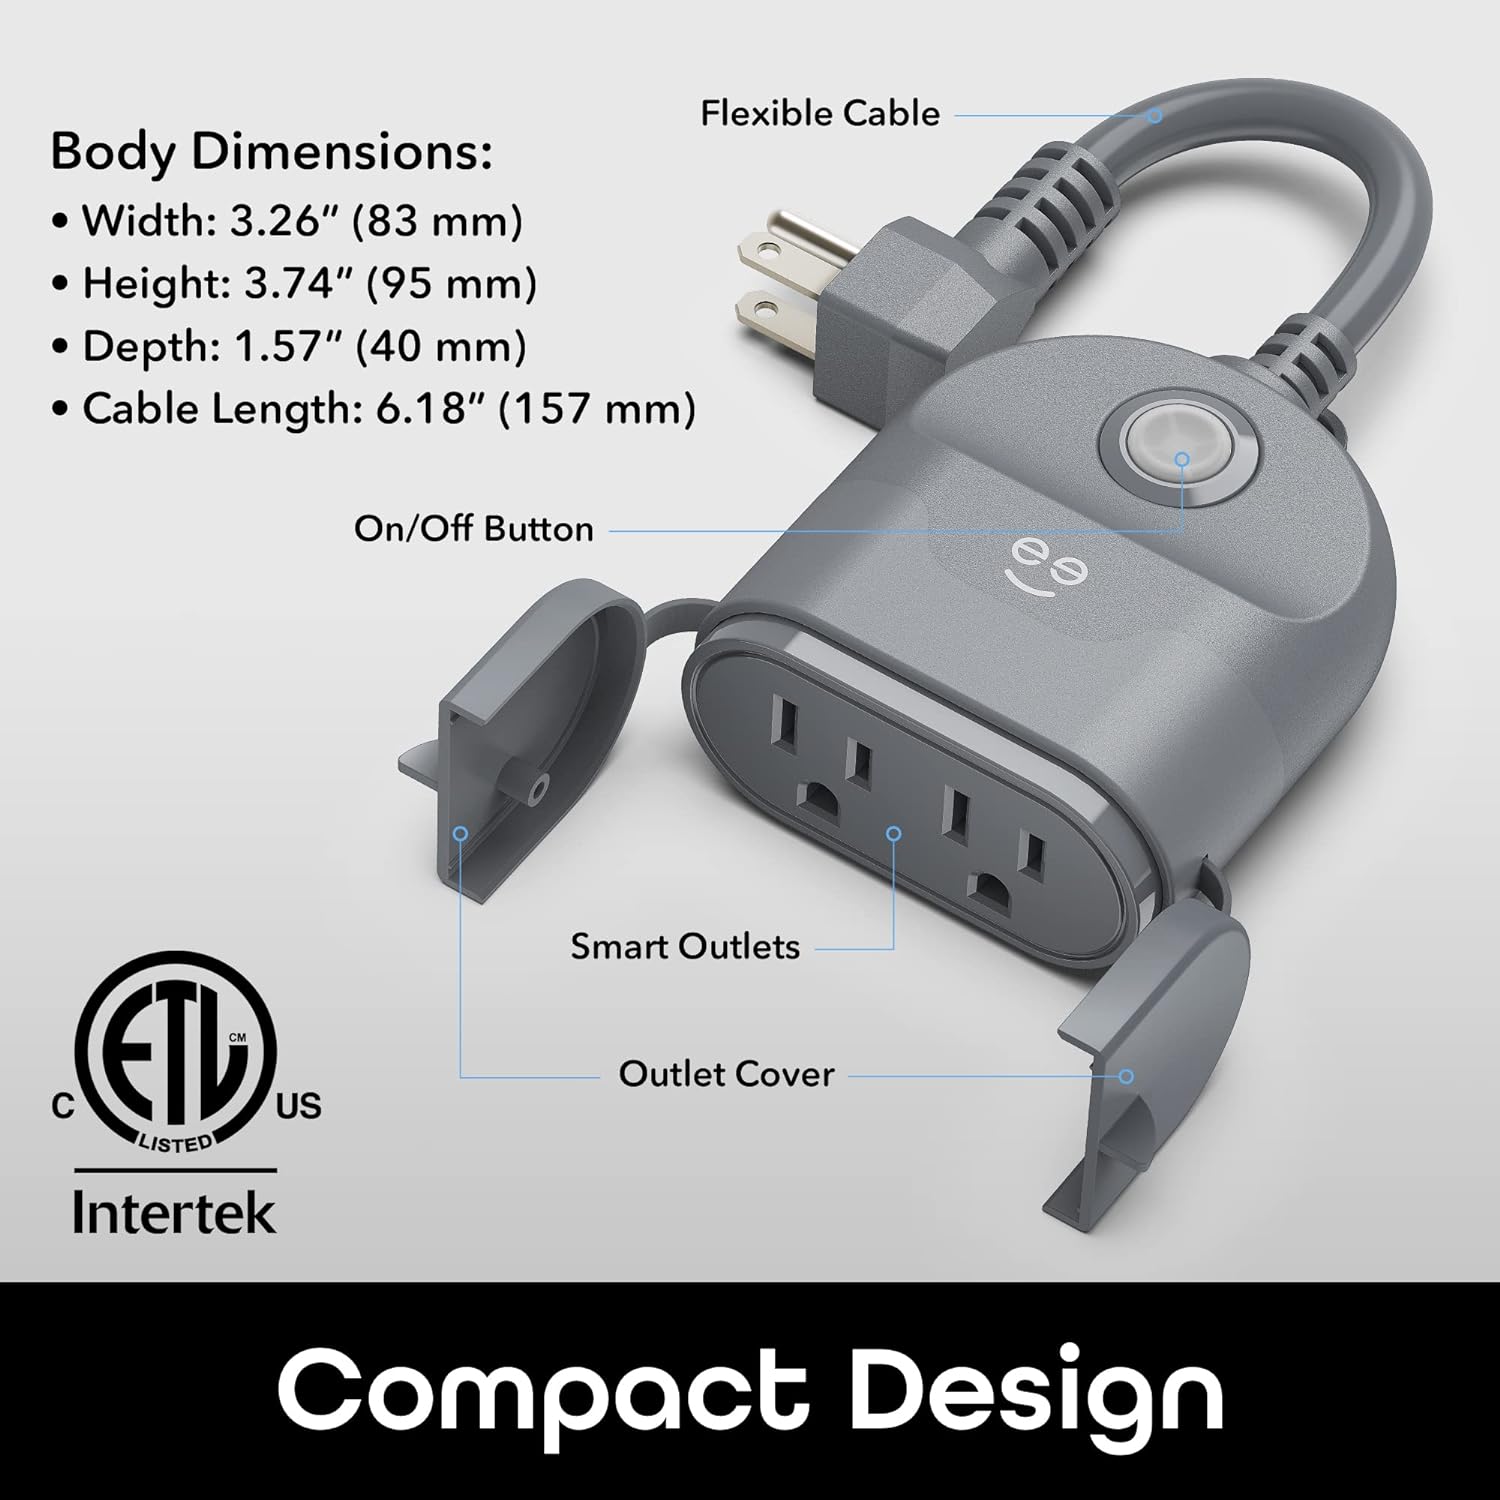 Flexible Cable
Body Dimensions:
• Width: 3.26” (83 mm)
• Height: 3.74” (95 mm)
• Depth: 1.57” (40 mm)
• Cable Length: 6.18” (157 mm)
On/Off Button
ee
Smart Outlets
Outlet Cover
ETL CM
C US
LISTED
Intertek
Compact Design